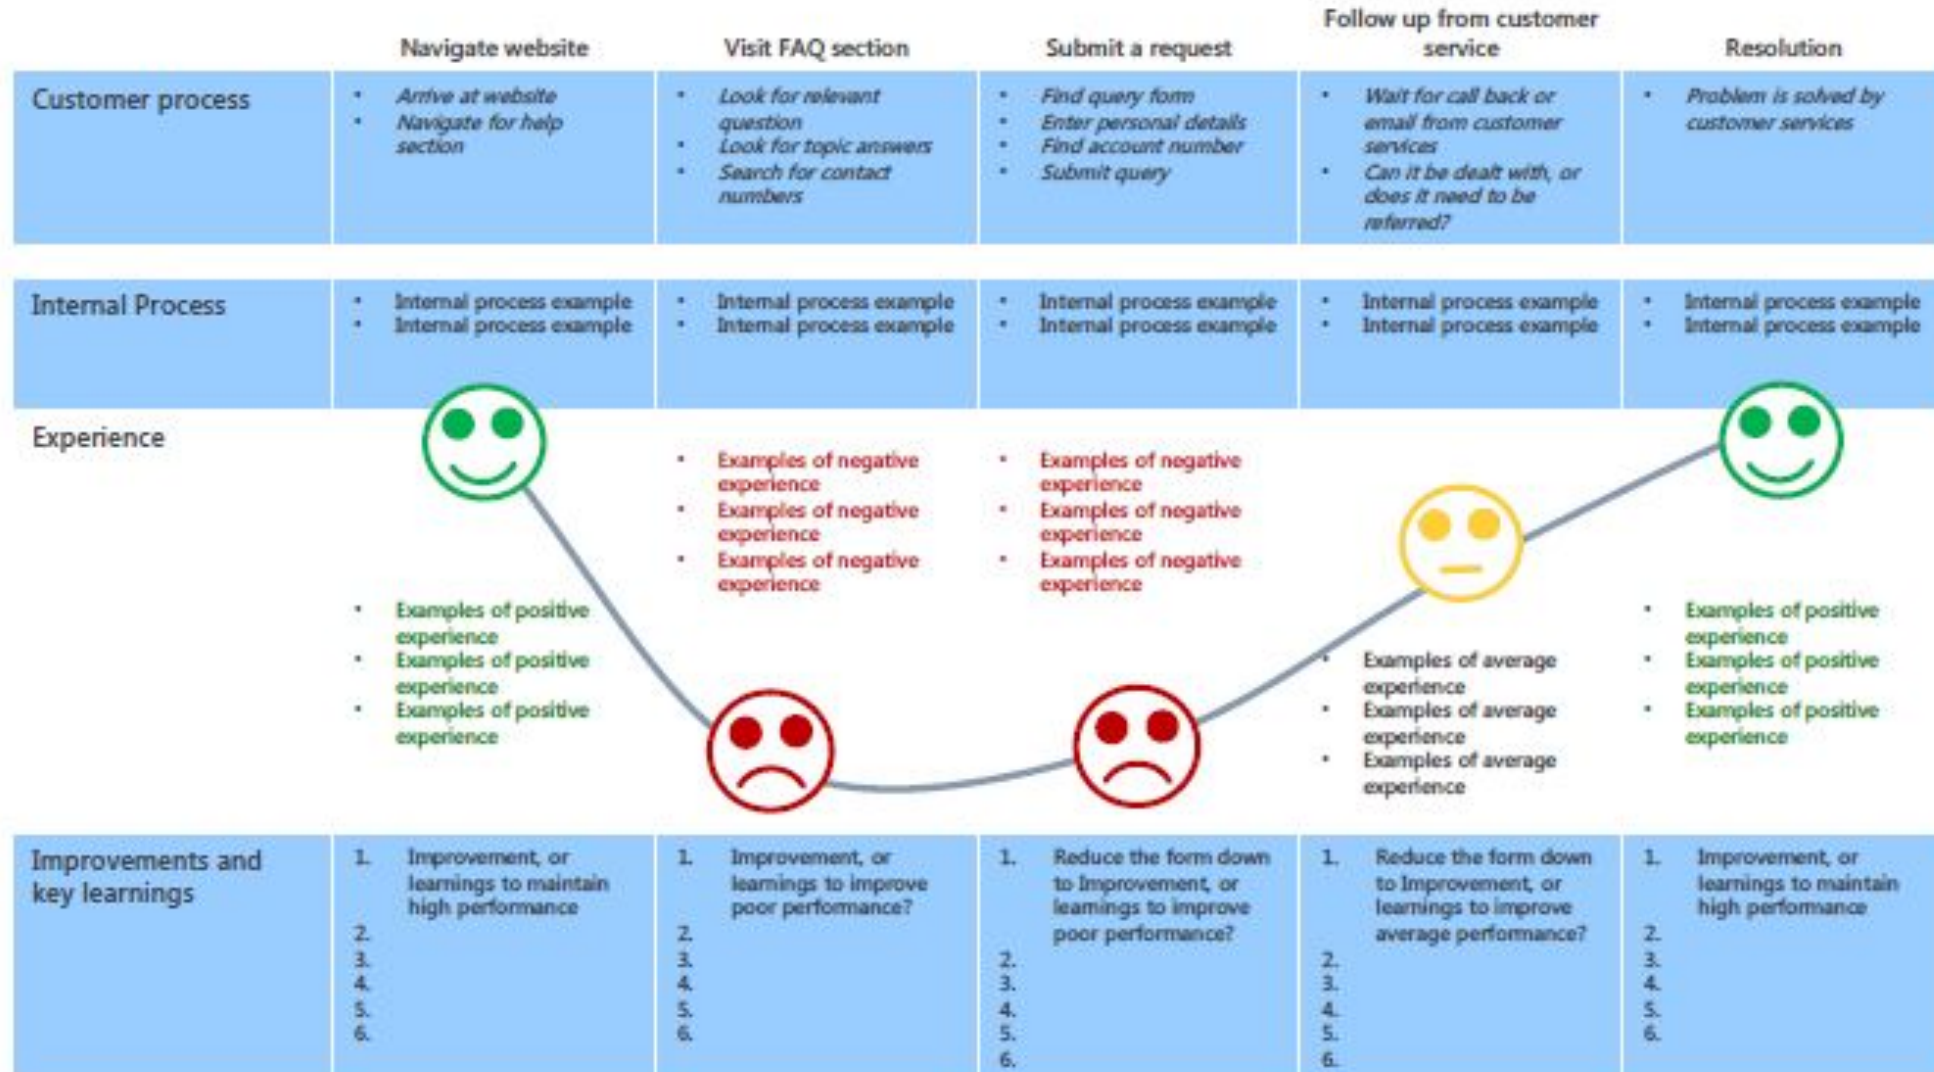 Navigate website
Visit FAQ section
Submit a request
Follow up from customer
service
Resolution
Customer process
• Arrive at website
• Navigate for help
section
• Look for relevant
question
• Look for topic answers
• Search for contact
numbers
• Find query form
• Enter personal details
• Find account number
• Submit query
• Wait for call back or
email from customer
services
• Can it be dealt with, or
does it need to be
referred?
• Problem is solved by
customer services
Internal Process
• Internal process example
• Internal process example
• Internal process example
• Internal process example
• Internal process example
• Internal process example
• Internal process example
• Internal process example
• Internal process example
• Internal process example
Experience
• Examples of positive
experience
• Examples of positive
experience
• Examples of positive
experience
• Examples of negative
experience
• Examples of negative
experience
• Examples of negative
experience
• Examples of negative
experience
• Examples of negative
experience
• Examples of negative
experience
• Examples of average
experience
• Examples of average
experience
• Examples of average
experience
• Examples of positive
experience
• Examples of positive
experience
• Examples of positive
experience
Improvements and
key learnings
1. Improvement, or
learnings to maintain
high performance
2.
3.
4.
5.
6.
1. Improvement, or
learnings to improve
poor performance?
2.
3.
4.
5.
6.
1. Reduce the form down
to Improvement, or
learnings to improve
poor performance?
2.
3.
4.
5.
6.
1. Reduce the form down
to Improvement, or
learnings to improve
average performance?
2.
3.
4.
5.
6.
1. Improvement, or
learnings to maintain
high performance
2.
3.
4.
5.
6.